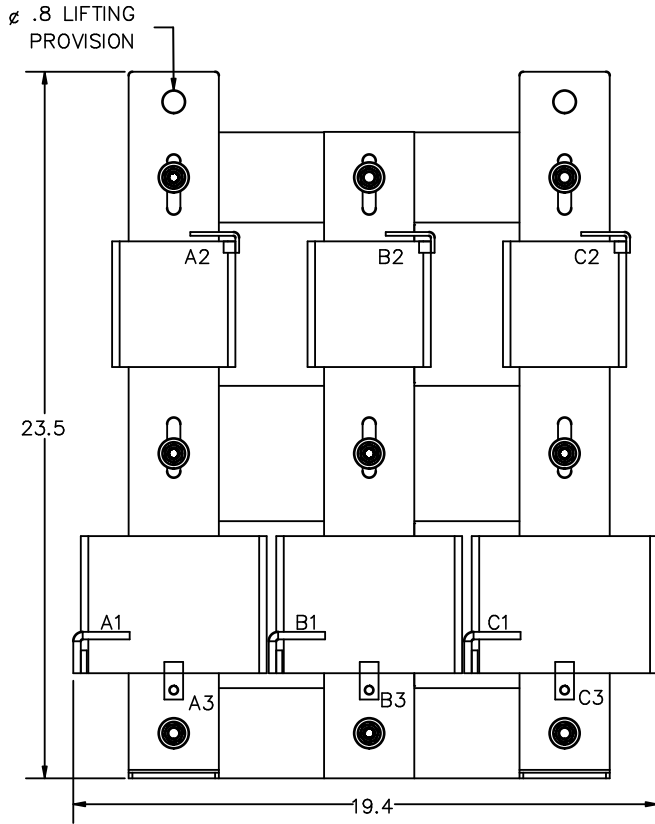 ¢ .8 LIFTING
PROVISION
A2
B2
C2
23.5
A1
B1
C1
A3
B3
C3
19.4